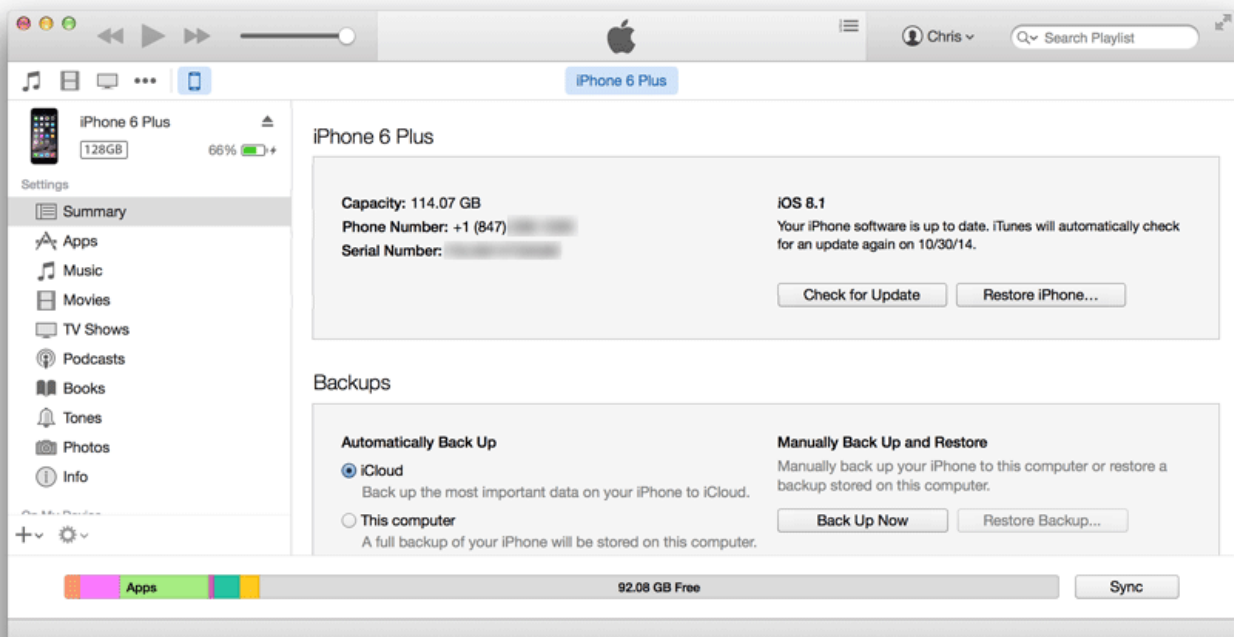 Chris
Search Playlist
iPhone 6 Plus
iPhone 6 Plus
128GB
66%
Settings
Summary
Apps
Music
Movies
TV Shows
Podcasts
Books
Tones
Photos
Info
On My Device
iPhone 6 Plus
Capacity: 114.07 GB
Phone Number: +1 (847)
Serial Number:
iOS 8.1
Your iPhone software is up to date. iTunes will automatically check
for an update again on 10/30/14.
Check for Update
Restore iPhone...
Backups
Automatically Back Up
iCloud
Back up the most important data on your iPhone to iCloud.
This computer
A full backup of your iPhone will be stored on this computer.
Manually Back Up and Restore
Manually back up your iPhone to this computer or restore a
backup stored on this computer.
Back Up Now
Restore Backup...
Apps
92.08 GB Free
Sync